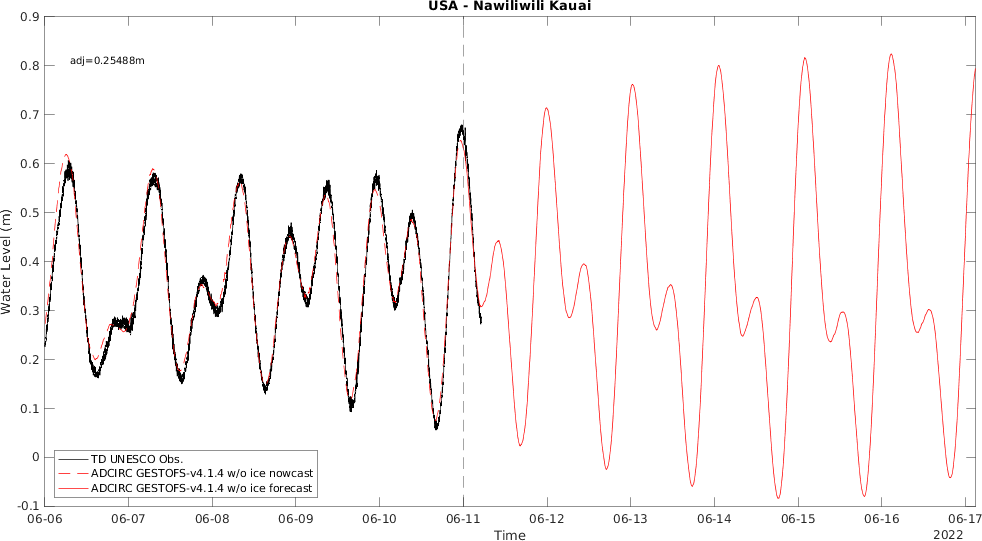 USA - Nawiliwili Kauai
adj=0.25488m
0.9
0.8
0.7
0.6
0.5
0.4
0.3
0.2
0.1
0
-0.1
Water Level (m)
TD UNESCO Obs.
ADCIRC GESTOFS-v4.1.4 w/o ice nowcast
ADCIRC GESTOFS-v4.1.4 w/o ice forecast
06-06 06-07 06-08 06-09 06-10 06-11 06-12 06-13 06-14 06-15 06-16 06-17
Time
2022